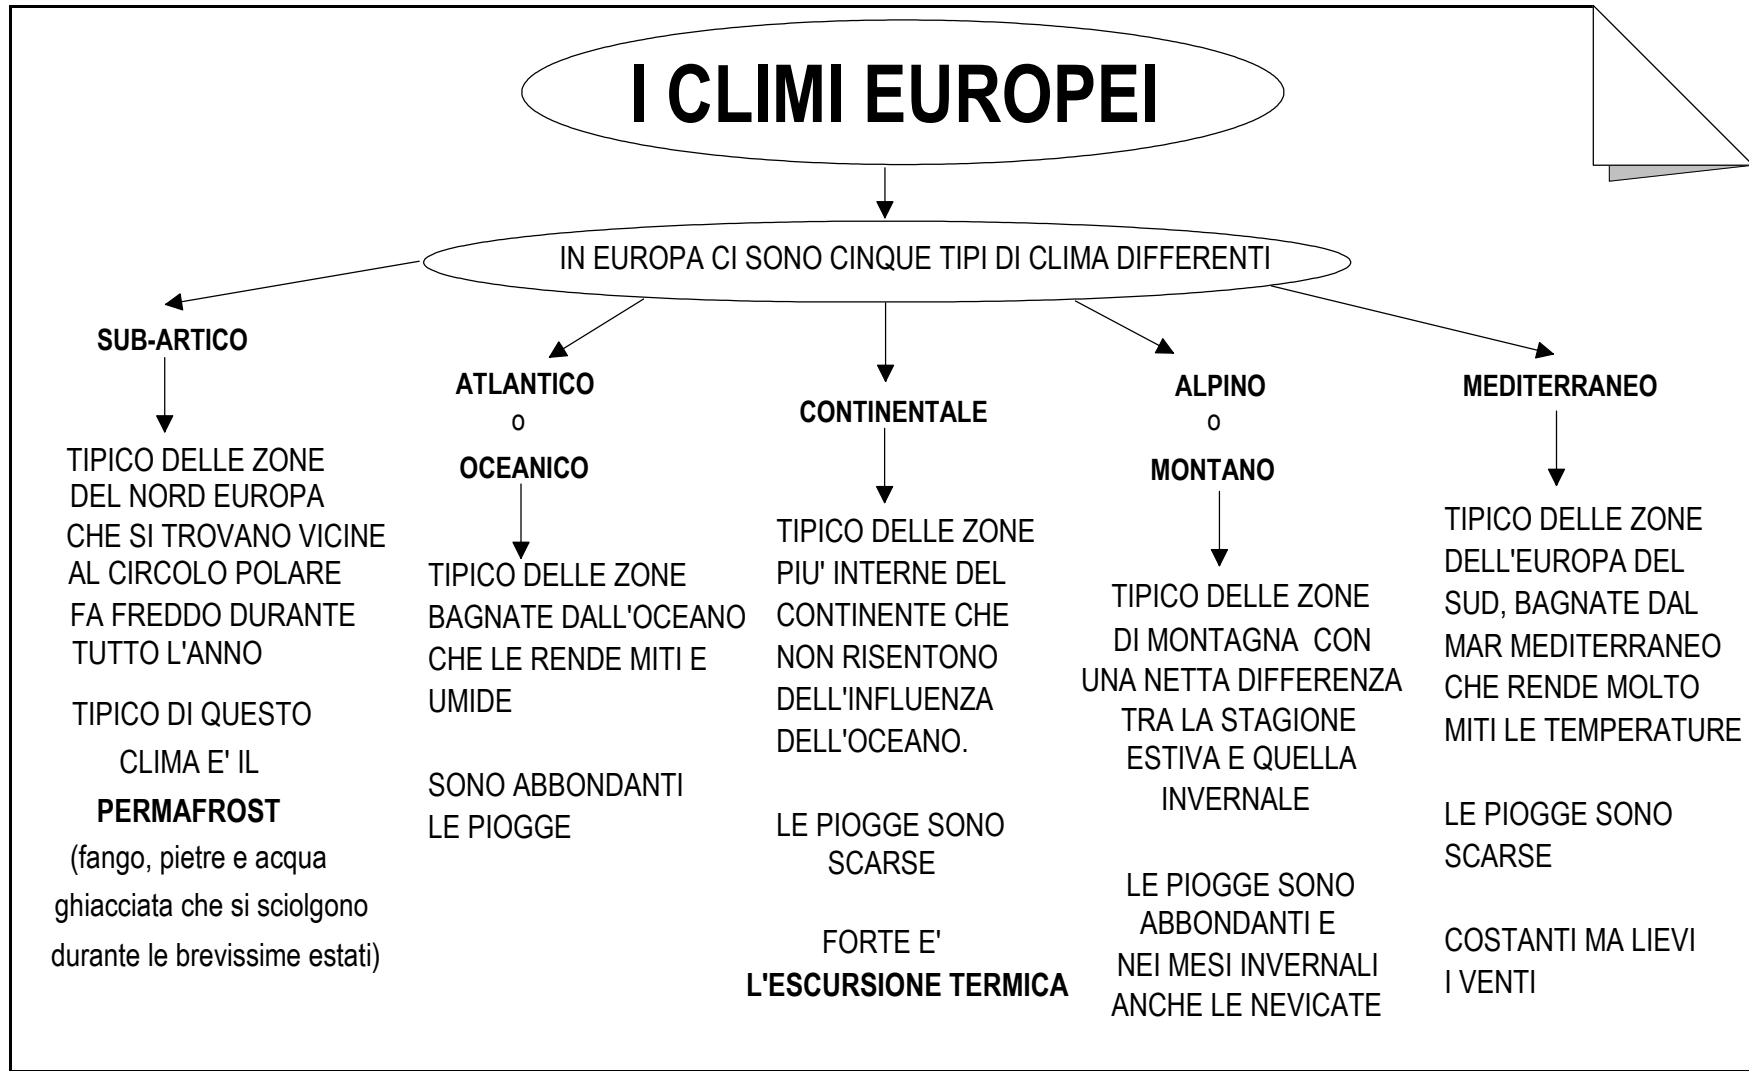 I CLIMI EUROPEI
IN EUROPA CI SONO CINQUE TIPI DI CLIMA DIFFERENTI
SUB-ARTICO
TIPICO DELLE ZONE
DEL NORD EUROPA
CHE SI TROVANO VICINE
AL CIRCOLO POLARE
FA FREDDO DURANTE
TUTTO L'ANNO
TIPICO DI QUESTO
CLIMA E' IL
PERMAFROST
(fango, pietre e acqua
ghiacciata che si sciolgono
durante le brevissime estati)
ATLANTICO
o
OCEANICO
TIPICO DELLE ZONE
BAGNATE DALL'OCEANO
CHE LE RENDE MITI E
UMIDE
SONO ABBONDANTI
LE PIOGGE
CONTINENTALE
TIPICO DELLE ZONE
PIU' INTERNE DEL
CONTINENTE CHE
NON RISENTONO
DELL'INFLUENZA
DELL'OCEANO.
LE PIOGGE SONO
SCARSE
FORTE E'
L'ESCURSIONE TERMICA
ALPINO
o
MONTANO
TIPICO DELLE ZONE
DI MONTAGNA CON
UNA NETTA DIFFERENZA
TRA LA STAGIONE
ESTIVA E QUELLA
INVERNALE
LE PIOGGE SONO
ABBONDANTI E
NEI MESI INVERNALI
ANCHE LE NEVICATE
MEDITERRANEO
TIPICO DELLE ZONE
DELL'EUROPA DEL
SUD, BAGNATE DAL
MAR MEDITERRANEO
CHE RENDE MOLTO
MITI LE TEMPERATURE
LE PIOGGE SONO
SCARSE
COSTANTI MA LIEVI
I VENTI